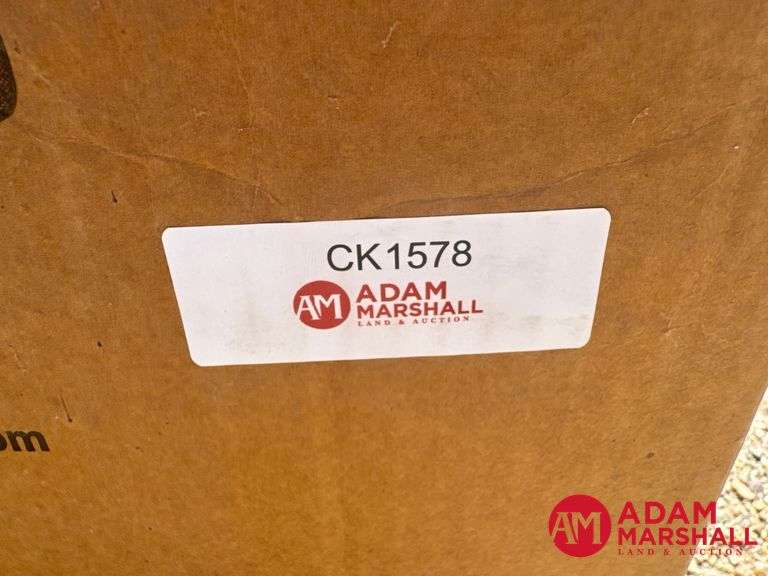 CK1578
AM ADAM
MARSHALL
LAND & AUCTION
om
AM ADAM
MARSHALL
LAND & AUCTION